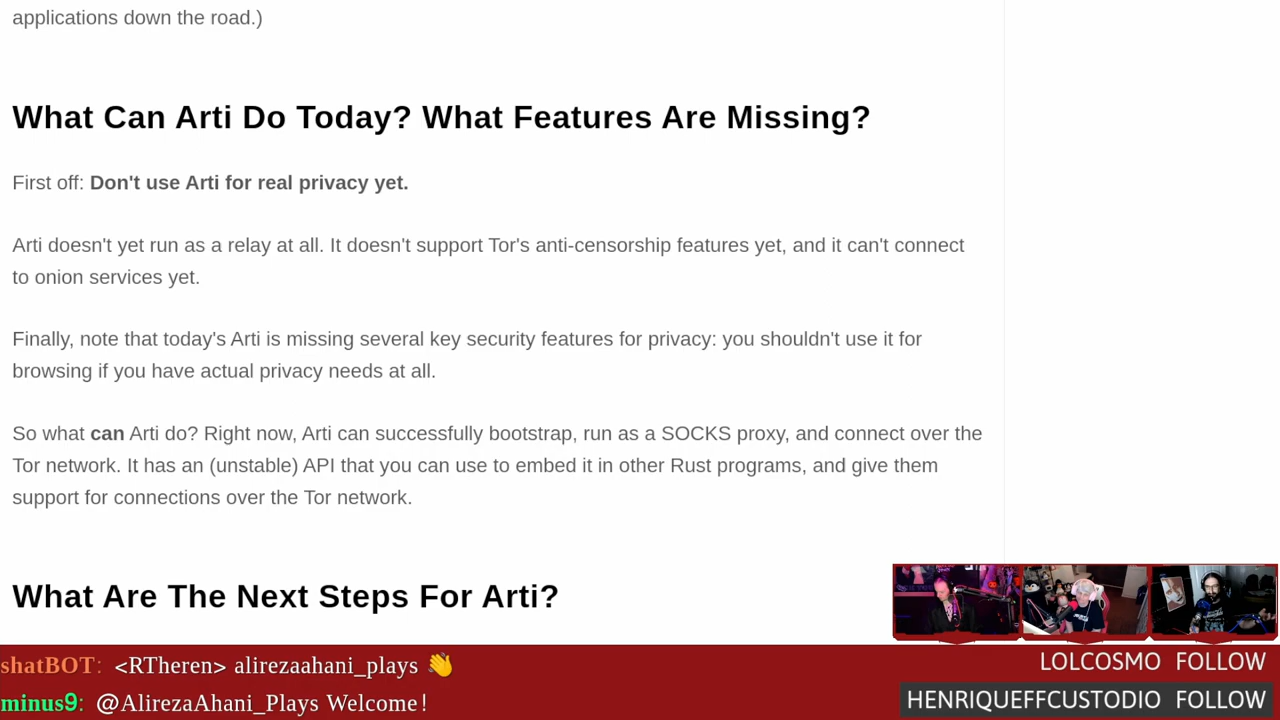 applications down the road.)
What Can Arti Do Today? What Features Are Missing?
First off: Don't use Arti for real privacy yet.
Arti doesn't yet run as a relay at all. It doesn't support Tor's anti-censorship features yet, and it can't connect
to onion services yet.
Finally, note that today's Arti is missing several key security features for privacy: you shouldn't use it for
browsing if you have actual privacy needs at all.
So what can Arti do? Right now, Arti can successfully bootstrap, run as a SOCKS proxy, and connect over the
Tor network. It has an (unstable) API that you can use to embed it in other Rust programs, and give them
support for connections over the Tor network.
What Are The Next Steps For Arti?
shatBOT: <RTheren> alirezaahani_plays 👋
minus9: @AlirezaAhani_Plays Welcome!
LOLCOSMO FOLLOW
HENRIQUEFFCUSTODIO FOLLOW